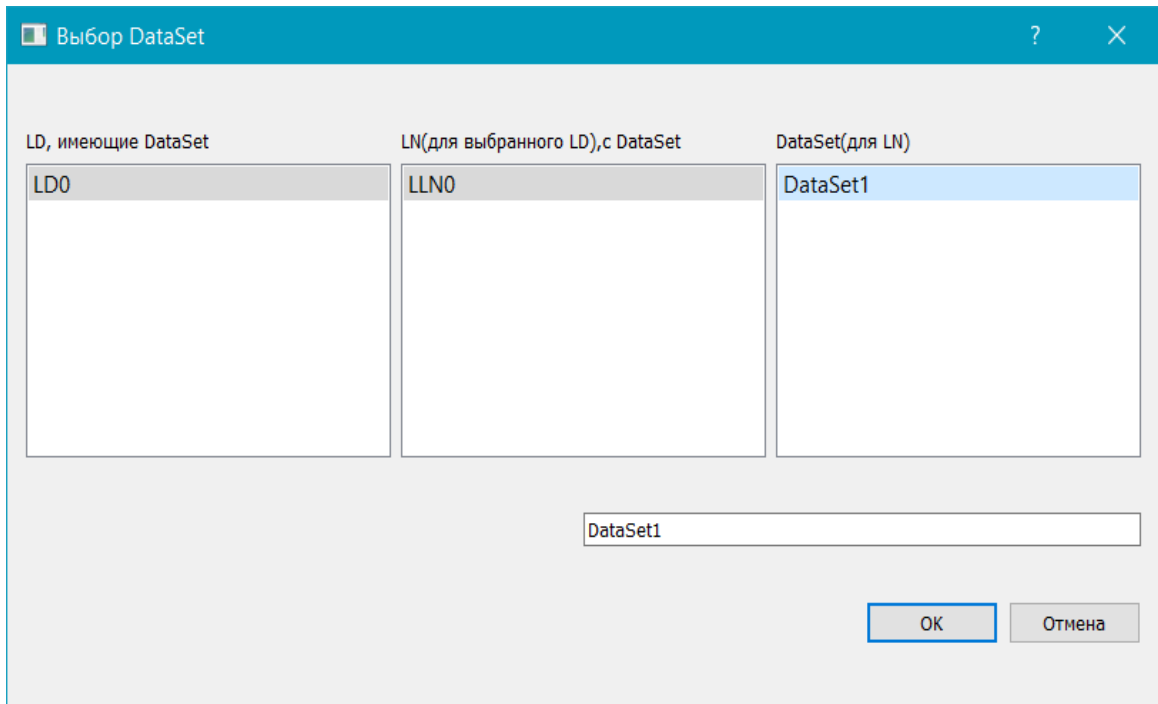 Выбор DataSet
LD, имеющие DataSet
LN(для выбранного LD),с DataSet
DataSet(для LN)
LD0
LLN0
DataSet1
DataSet1
OK
Отмена